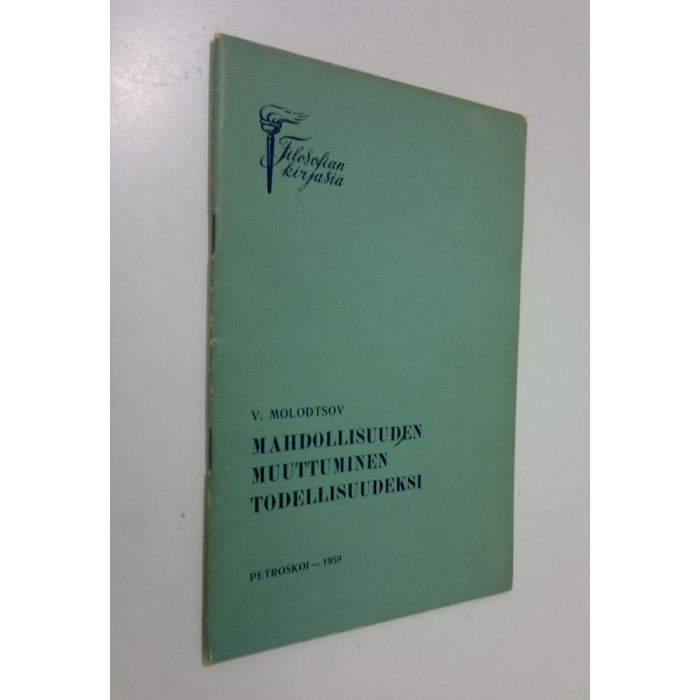 Filosofian
kirjasia
V. MOLODTSOV
MAHDOLLISUUDEN
MUUTTUMINEN
TODELLISUUDEKSI
PETROSKOI — 1959